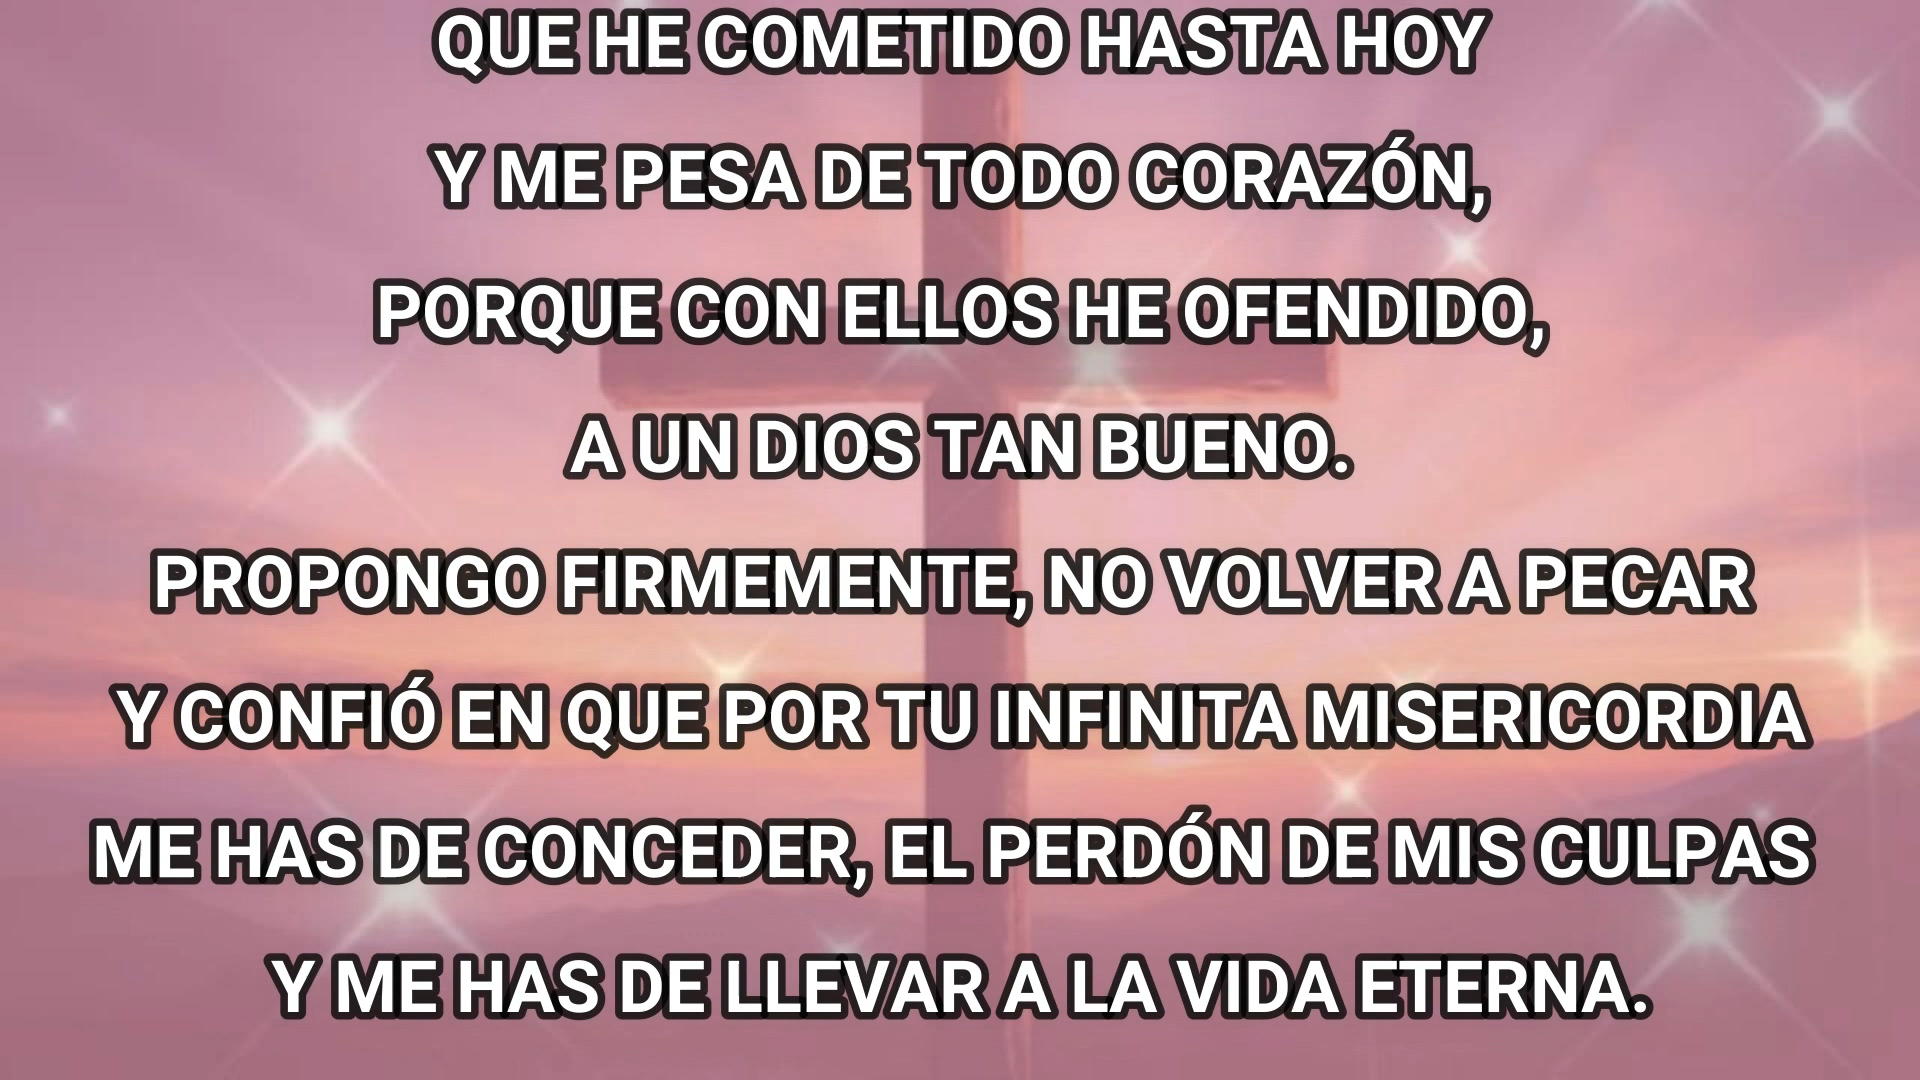 QUE HE COMETIDO HASTA HOY
Y ME PESA DE TODO CORAZÓN,
PORQUE CON ELLOS HE OFENDIDO,
A UN DIOS TAN BUENO.
PROPONGO FIRMEMENTE, NO VOLVER A PECAR
Y CONFIÓ EN QUE POR TU INFINITA MISERICORDIA
ME HAS DE CONCEDER, EL PERDÓN DE MIS CULPAS
Y ME HAS DE LLEVAR A LA VIDA ETERNA.